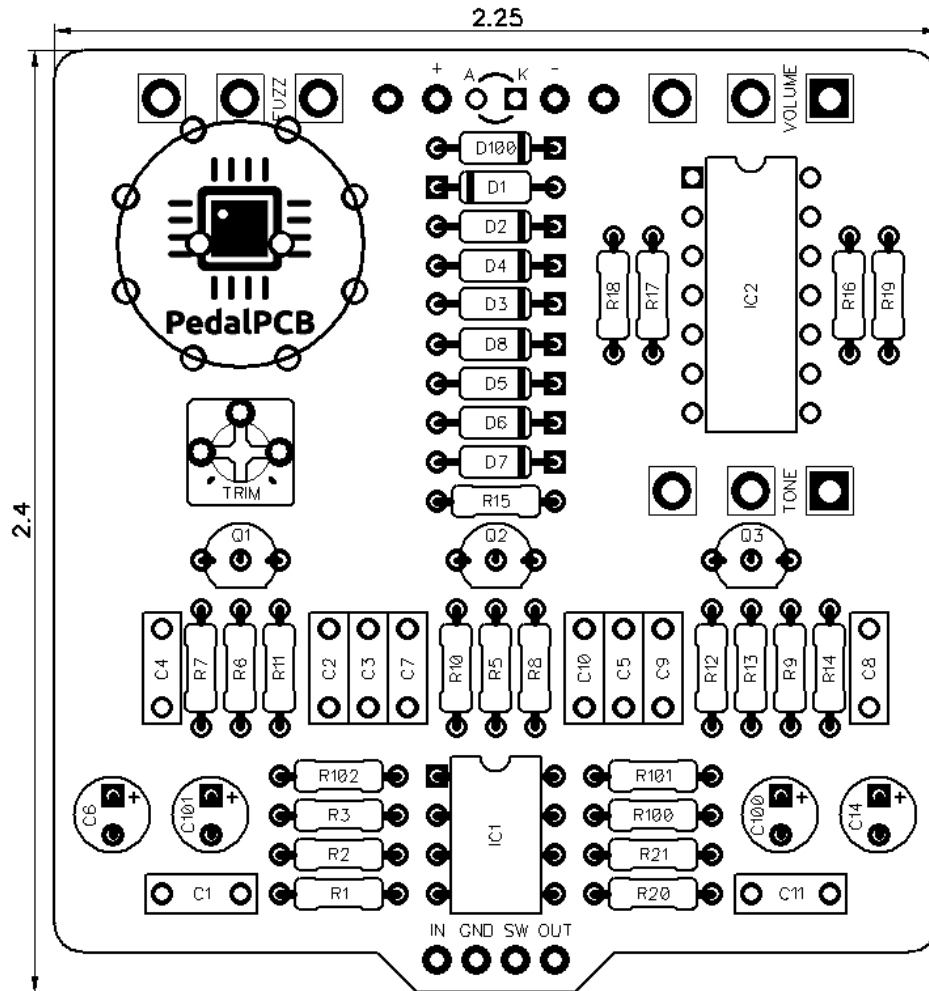 2.25
+ A K -
FUZZ
VOLUME
D100
D1
D2
D4
D3
D8
D5
D6
D7
R15
R18
R17
IC2
R16
R19
PedalPCB
TRIM
TONE
2.4
Q1
Q2
Q3
C4
R7
R6
R11
C2
C3
C7
R10
R5
R8
C10
C5
C9
R12
R13
R9
R14
C8
C6
+
C101
+
R102
R3
R2
R1
IC1
R101
R100
R21
R20
C100
+
C14
+
C1
C11
IN GND SW OUT